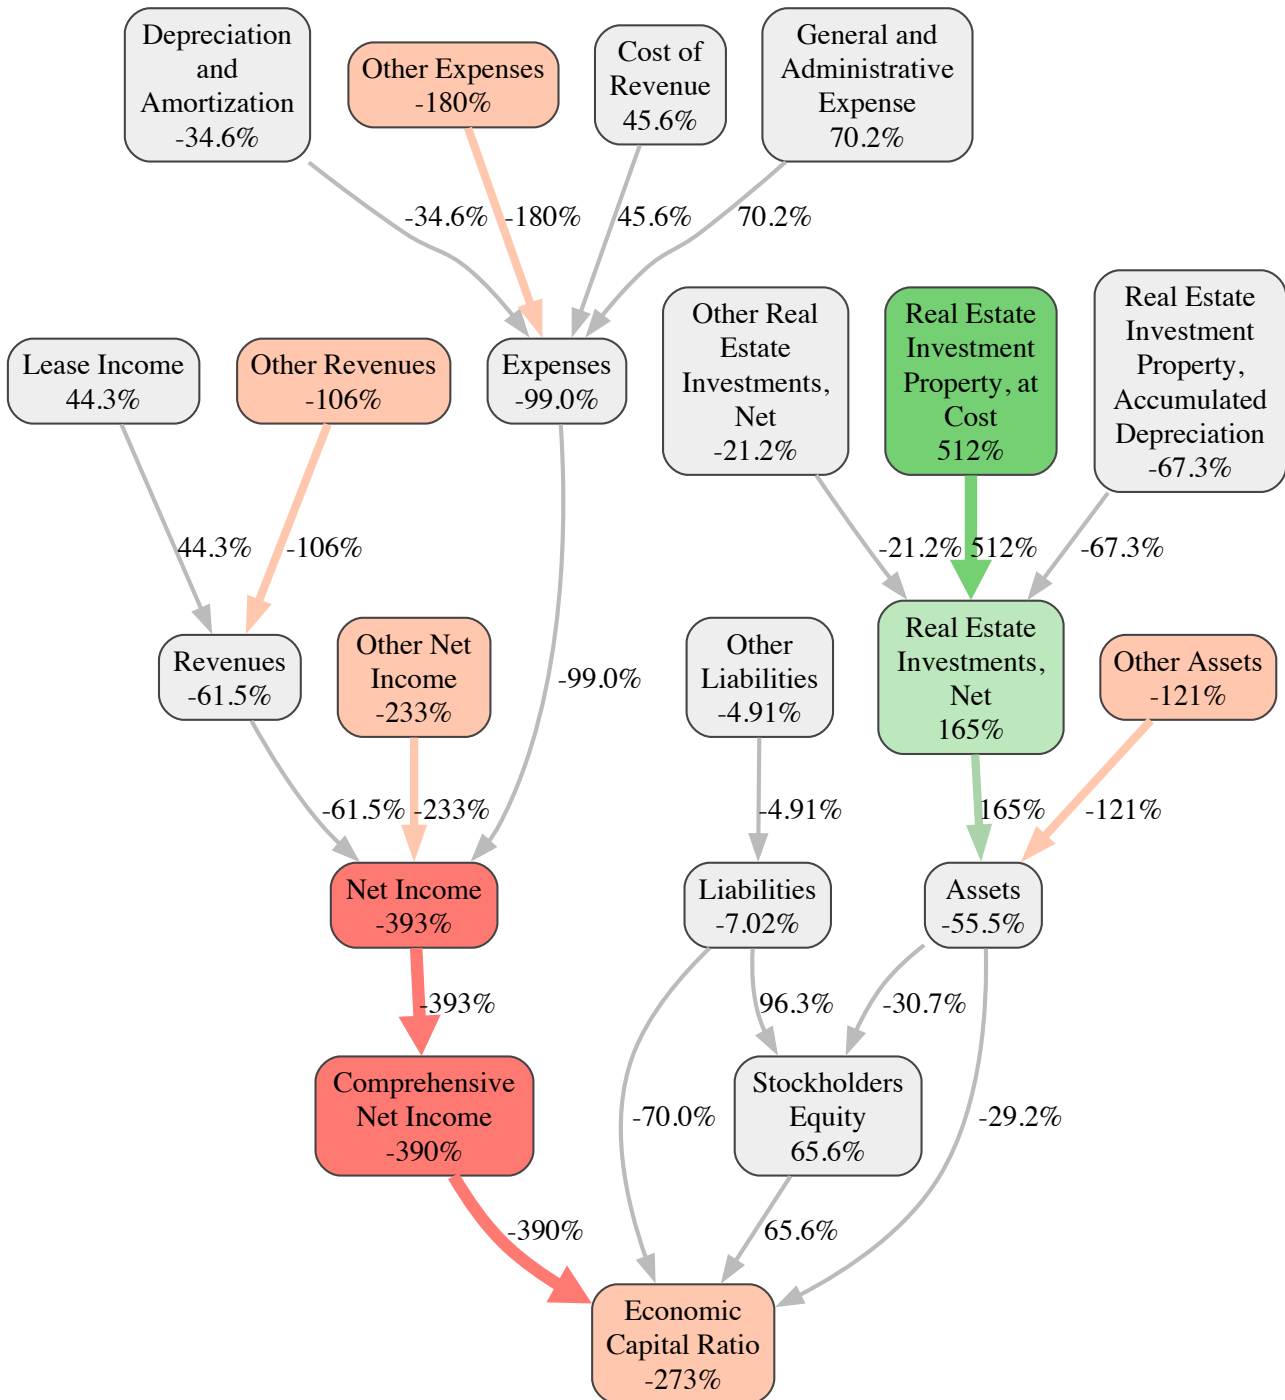 Depreciation
and
Amortization
-34.6%
Other Expenses
-180%
Cost of
Revenue
45.6%
General and
Administrative
Expense
70.2%
-34.6%
-180%
45.6%
70.2%
Lease Income
44.3%
Other Revenues
-106%
Expenses
-99.0%
Other Real
Estate
Investments,
Net
-21.2%
Real Estate
Investment
Property, at
Cost
512%
Real Estate
Investment
Property,
Accumulated
Depreciation
-67.3%
44.3%
-106%
-21.2%
512%
-67.3%
Revenues
-61.5%
Other Net
Income
-233%
-99.0%
Other
Liabilities
-4.91%
Real Estate
Investments,
Net
165%
Other Assets
-121%
-61.5%
-233%
-4.91%
165%
-121%
Net Income
-393%
Liabilities
-7.02%
Assets
-55.5%
-393%
96.3%
-30.7%
Comprehensive
Net Income
-390%
-70.0%
Stockholders
Equity
65.6%
-29.2%
-390%
65.6%
Economic
Capital Ratio
-273%